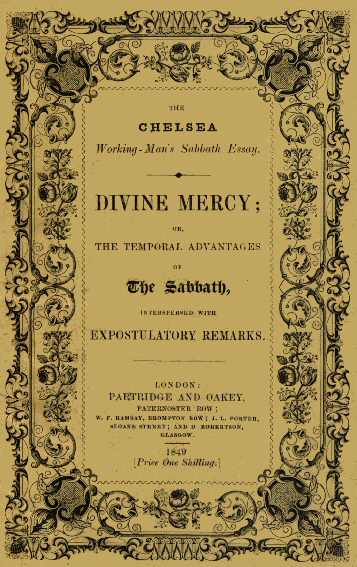 THE
CHELSEA
Working-Man's Sabbath Essay.
DIVINE MERCY;
OR,
THE TEMPORAL ADVANTAGES
OF
The Sabbath,
INTERSPERSED WITH
EXPOSTULATORY REMARKS.
LONDON:
PARTRIDGE AND OAKEY,
PATERNOSTER ROW;
W. F. RAMSAY, BROMPTON ROW; J. L. PORTER,
SLOANE STREET; AND D. ROBERTSON,
GLASGOW.
1849
[Price One Shilling.]